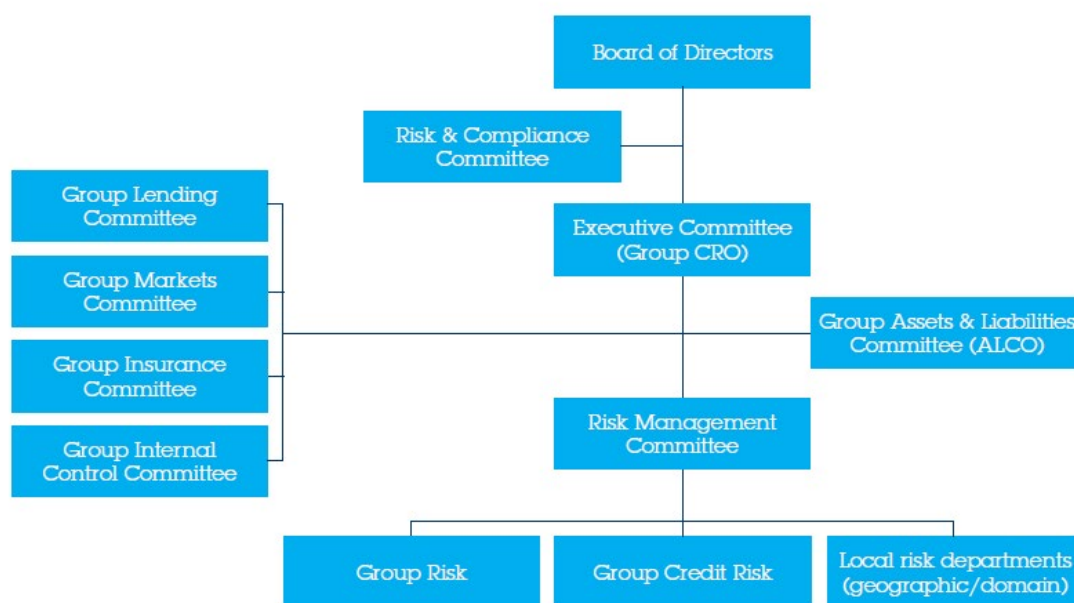 Board of Directors
Risk & Compliance
Committee
Group Lending
Committee
Executive Committee
(Group CRO)
Group Markets
Committee
Group Assets & Liabilities
Committee (ALCO)
Group Insurance
Committee
Risk Management
Committee
Group Internal
Control Committee
Group Risk
Group Credit Risk
Local risk departments
(geographic/domain)